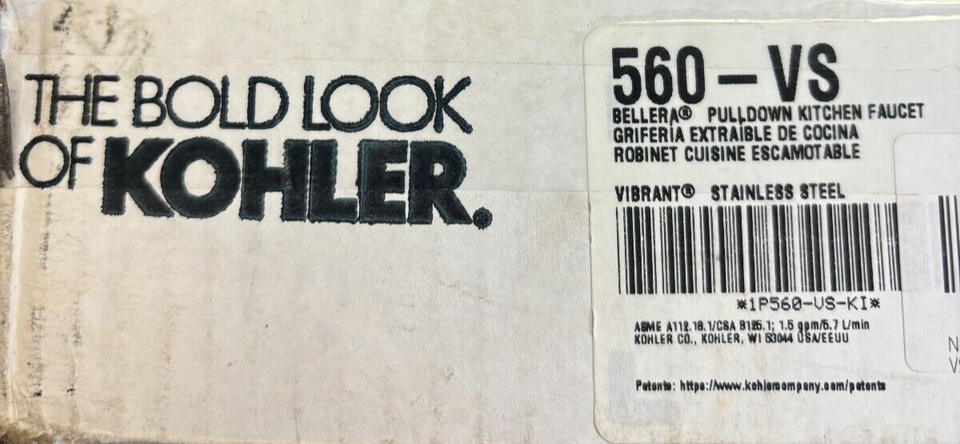 THE BOLD LOOK
OF KOHLER.
560-VS
BELLERA® PULLDOWN KITCHEN FAUCET
GRIFERÍA EXTRAIBLE DE COCINA
ROBINET CUISINE ESCAMOTABLE
VIBRANT® STAINLESS STEEL
*1P560-VS-KI*
ASME A112.18.1/CSA B125.1; 1.5 gpm/5.7 L/min
KOHLER CO., KOHLER, WI 53044 USA/EEUU
Patents: https://www.kohlercompany.com/patents